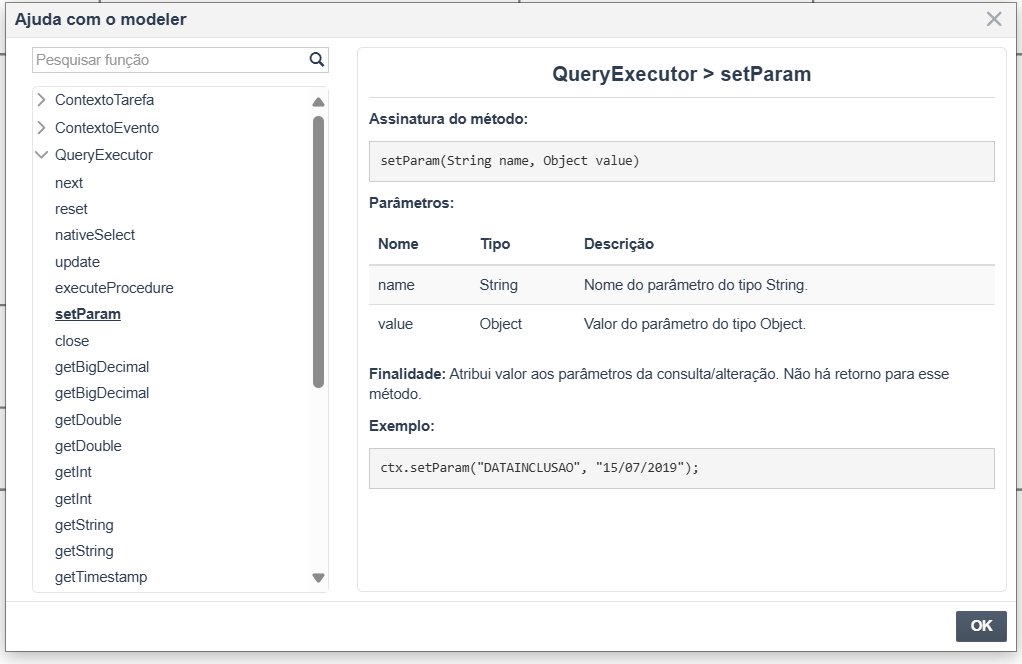 Ajuda com o modeler
Pesquisar função
ContextoTarefa
ContextoEvento
QueryExecutor
next
reset
nativeSelect
update
executeProcedure
setParam
close
getBigDecimal
getBigDecimal
getDouble
getDouble
getInt
getInt
getString
getString
getTimestamp
QueryExecutor > setParam
Assinatura do método:
setParam(String name, Object value)
Parâmetros:
Nome Tipo Descrição
name String Nome do parâmetro do tipo String.
value Object Valor do parâmetro do tipo Object.
Finalidade: Atribui valor aos parâmetros da consulta/alteração. Não há retorno para esse
método.
Exemplo:
ctx.setParam("DATAINCLUSAO", "15/07/2019");
OK